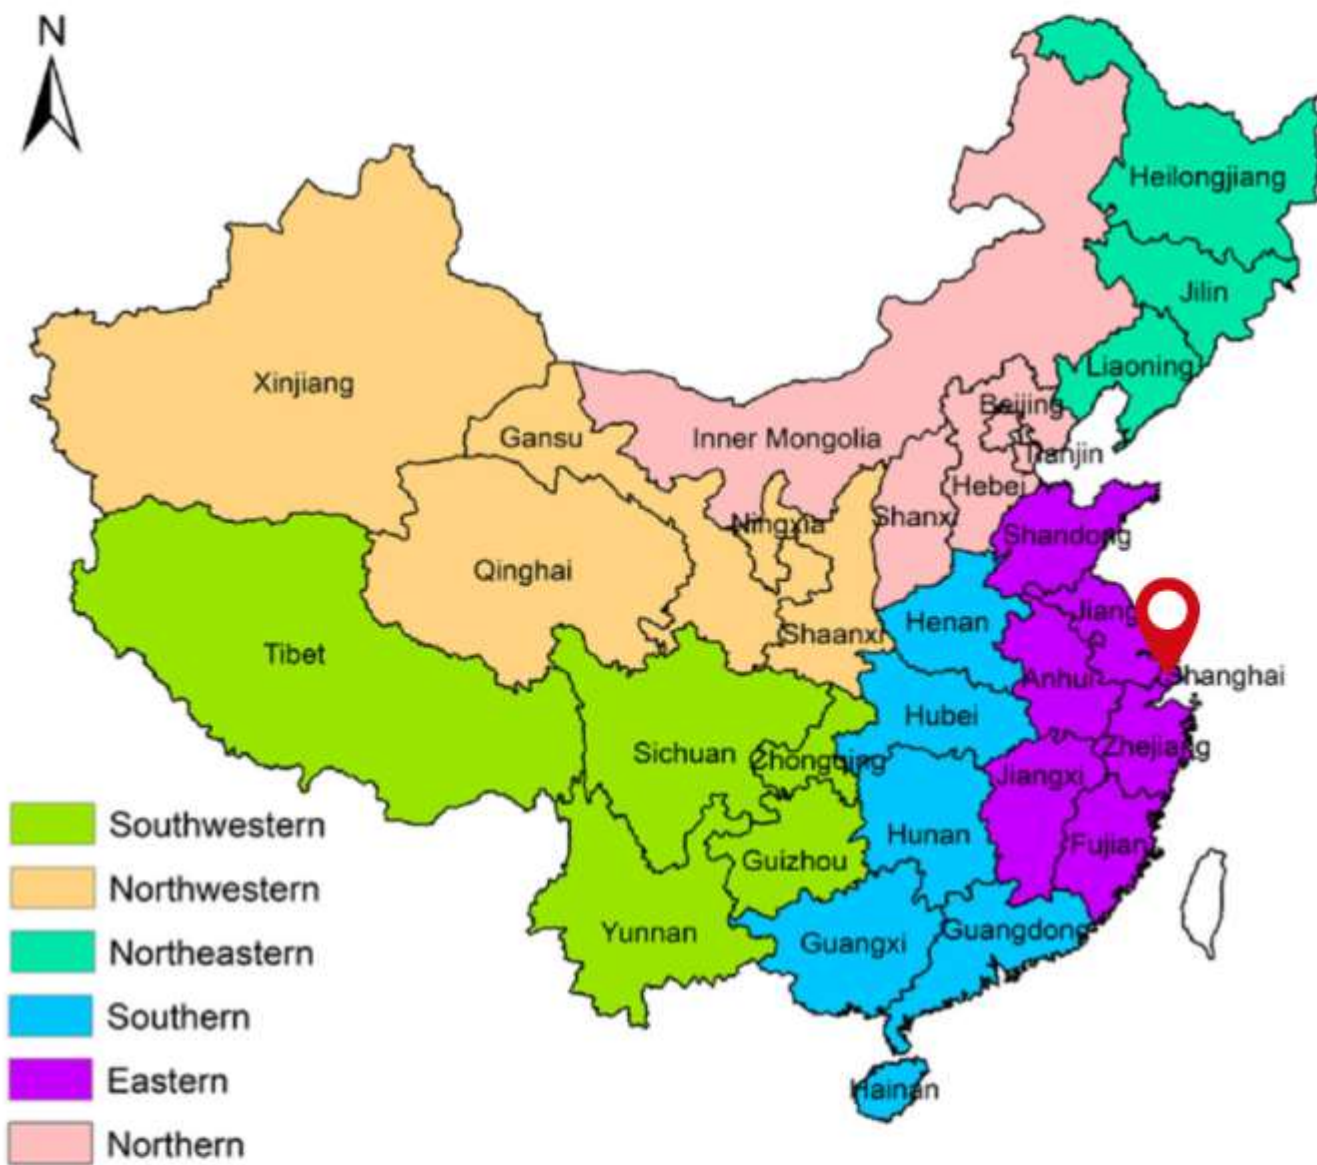 N
Heilongjiang
Jilin
Liaoning
Xinjiang
Gansu
Inner Mongolia
Beijing
Tianjin
Hebei
Ningxia
Shanxi
Shandong
Qinghai
Henan
Jiang
Tibet
Shaanxi
Anhui
Shanghai
Sichuan
Chongqing
Hubei
Zhejiang
Jiangxi
Southwestern
Guizhou
Hunan
Fujian
Northwestern
Yunnan
Guangxi
Guangdong
Northeastern
Southern
Eastern
Hainan
Northern